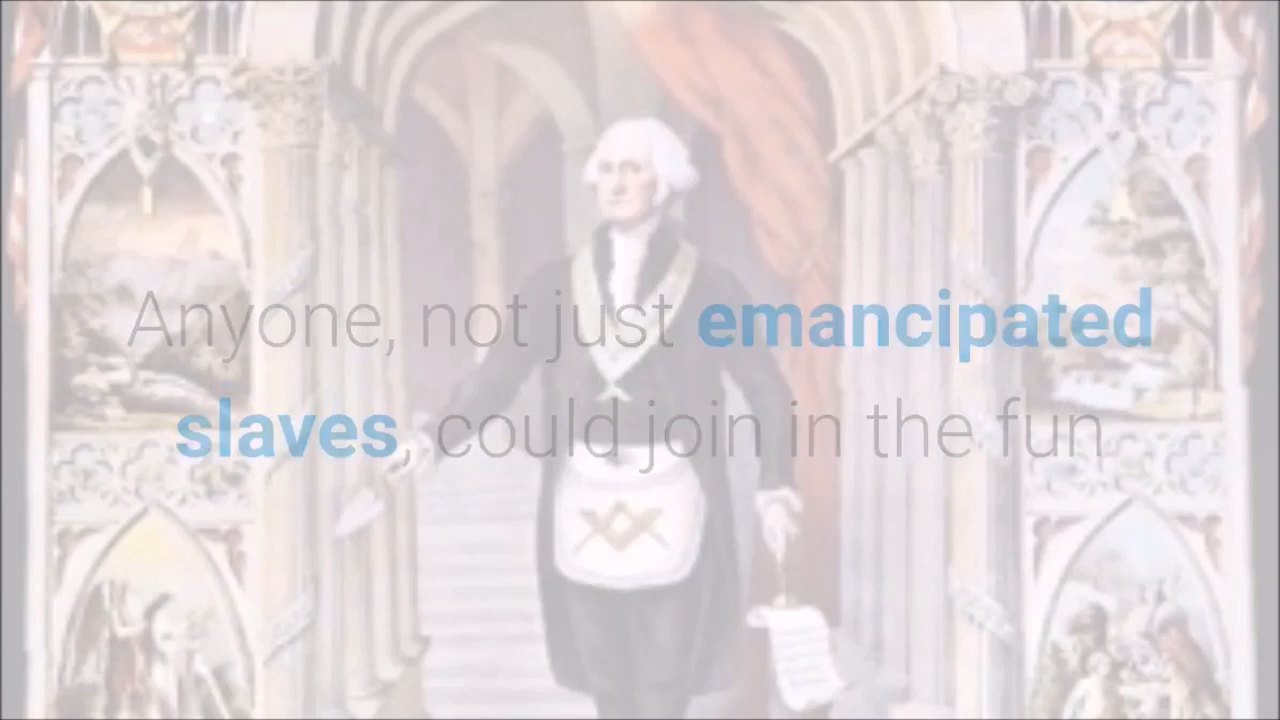 Anyone, not just emancipated
slaves, could join in the fun